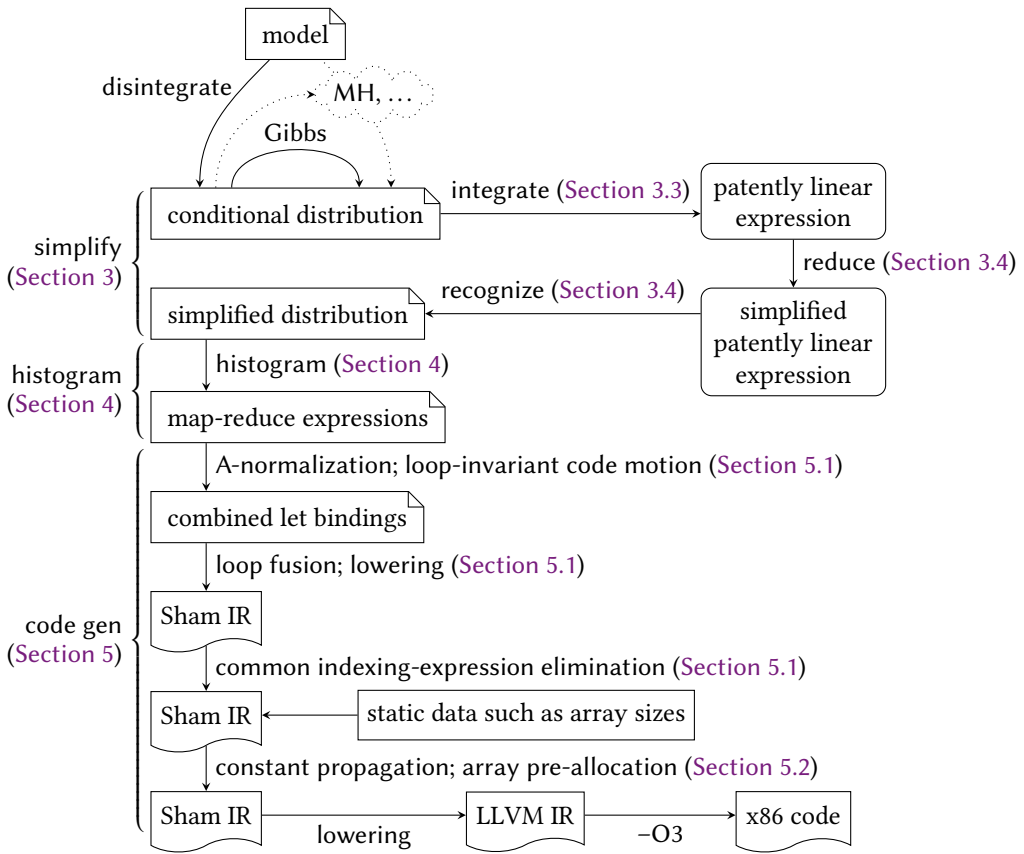 model
disintegrate
MH, …
Gibbs
conditional distribution
integrate (Section 3.3)
patently linear
expression
simplify
(Section 3)
reduce (Section 3.4)
simplified distribution
recognize (Section 3.4)
simplified
patently linear
expression
histogram
(Section 4)
histogram (Section 4)
map-reduce expressions
A-normalization; loop-invariant code motion (Section 5.1)
combined let bindings
loop fusion; lowering (Section 5.1)
code gen
(Section 5)
Sham IR
common indexing-expression elimination (Section 5.1)
Sham IR
static data such as array sizes
constant propagation; array pre-allocation (Section 5.2)
Sham IR
lowering
LLVM IR
–O3
x86 code